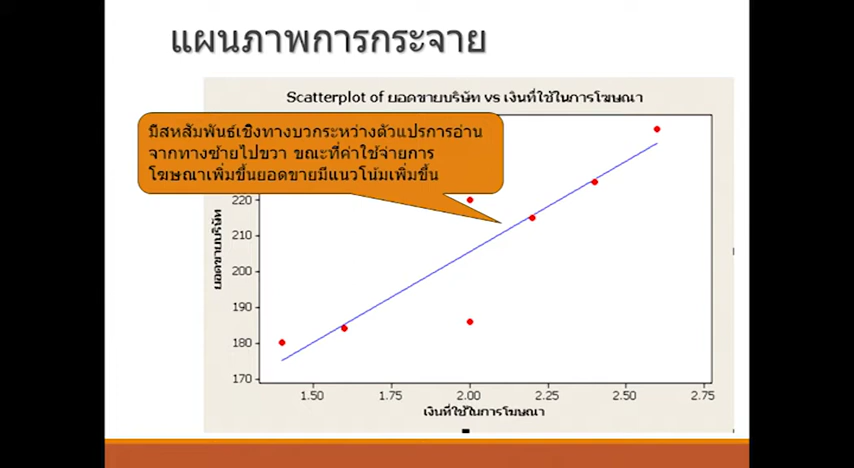 แผนภาพการกระจาย
Scatterplot of ยอดขายบริษัท vs เงินที่ใช้ในการโฆษณา
มีสหสัมพันธ์เชิงทางบวกระหว่างตัวแปรการอ่าน
จากทางซ้ายไปขวา ขณะที่ค่าใช้จ่ายการ
โฆษณาเพิ่มขึ้นยอดขายมีแนวโน้มเพิ่มขึ้น
220
210
200
190
180
170
ยอดขายบริษัท
1.50 1.75 2.00 2.25 2.50 2.75
เงินที่ใช้ในการโฆษณา